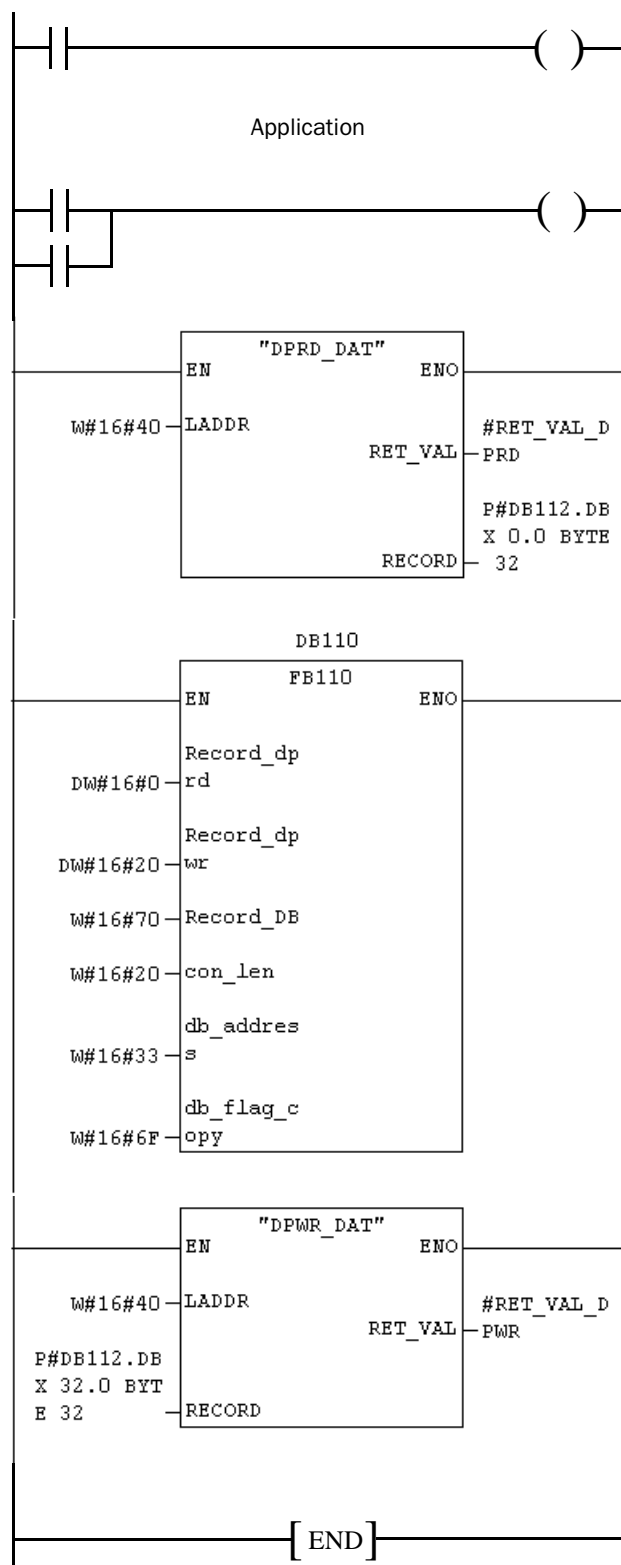 Application
"DPRD_DAT"
EN ENO
W#16#40 LADDR #RET_VAL_D
RET_VAL PRD
P#DB112.DB
X 0.0 BYTE
RECORD 32
DB110
FB110
EN ENO
Record_dp
DW#16#0 rd
Record_dp
DW#16#20 wr
W#16#70 Record_DB
W#16#20 con_len
db_addres
W#16#33 s
db_flag_c
W#16#6F opy
"DPWR_DAT"
EN ENO
W#16#40 LADDR #RET_VAL_D
RET_VAL PWR
P#DB112.DB
X 32.0 BYT
E 32 RECORD
[ END ]